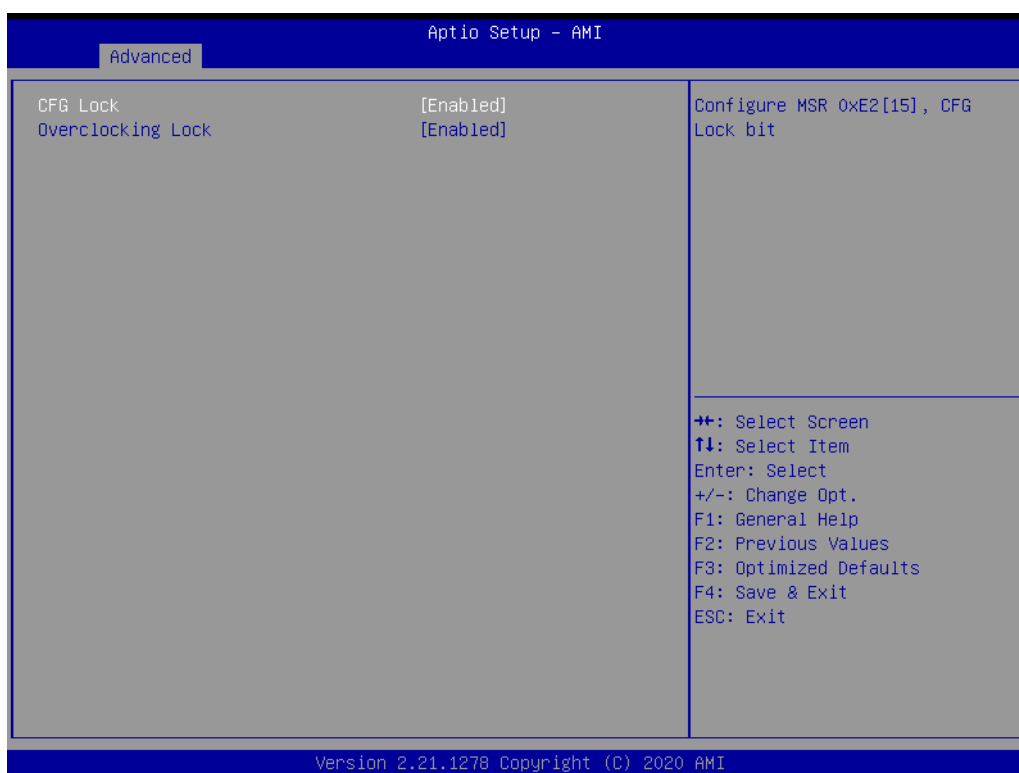 Aptio Setup – AMI
Advanced
CFG Lock [Enabled]
Overclocking Lock [Enabled]
Configure MSR 0xE2[15], CFG
Lock bit
→←: Select Screen
↑↓: Select Item
Enter: Select
+/-: Change Opt.
F1: General Help
F2: Previous Values
F3: Optimized Defaults
F4: Save & Exit
ESC: Exit
Version 2.21.1278 Copyright (C) 2020 AMI